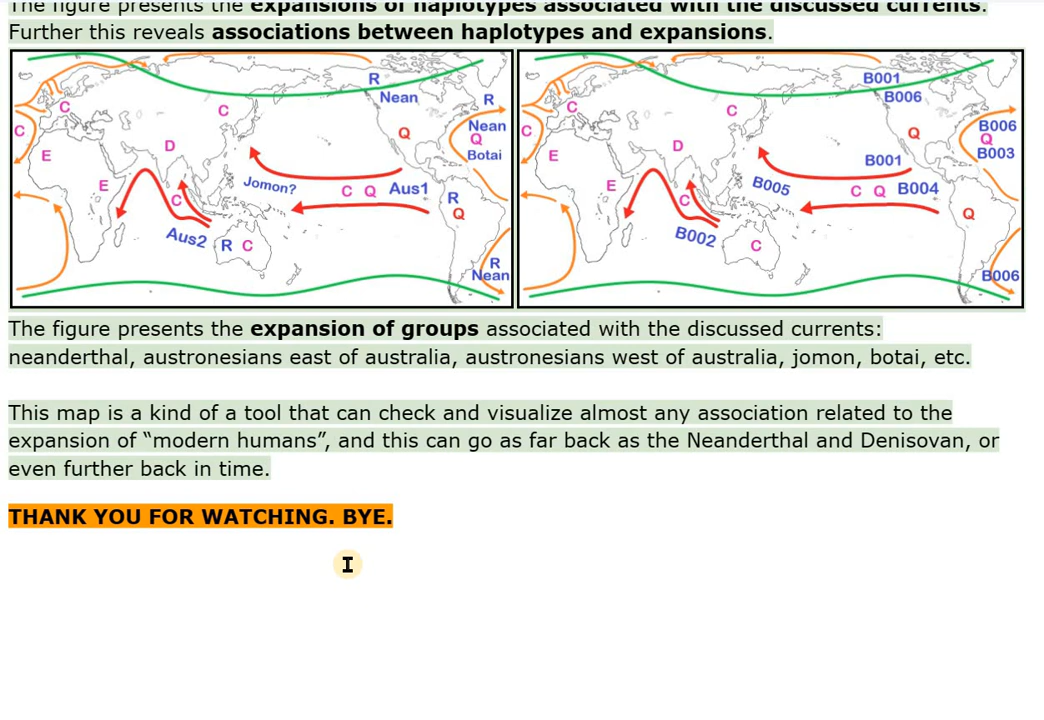 The figure presents the expansions of haplotypes associated with the discussed currents.
Further this reveals associations between haplotypes and expansions.
R
Nean
R
C
C
C
Q
Nean
Q
Botai
E
D
E
Jomon?
C Q Aus1
R
Q
C
Aus2
R C
R
Nean
B001
B006
C
C
C
Q
B006
Q
B003
E
D
B001
E
B005
C Q B004
C
Q
B002
C
B006
The figure presents the expansion of groups associated with the discussed currents:
neanderthal, austronesians east of australia, austronesians west of australia, jomon, botai, etc.
This map is a kind of a tool that can check and visualize almost any association related to the
expansion of “modern humans”, and this can go as far back as the Neanderthal and Denisovan, or
even further back in time.
THANK YOU FOR WATCHING. BYE.